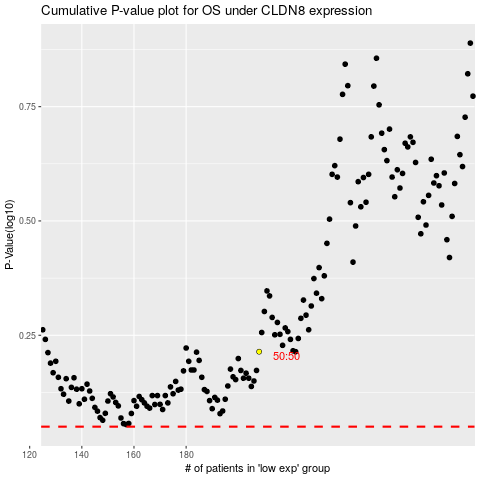 Cumulative P-value plot for OS under CLDN8 expression
P-Value(log10)
0.75
0.50
0.25
50:50
120
140
160
180
# of patients in 'low exp' group